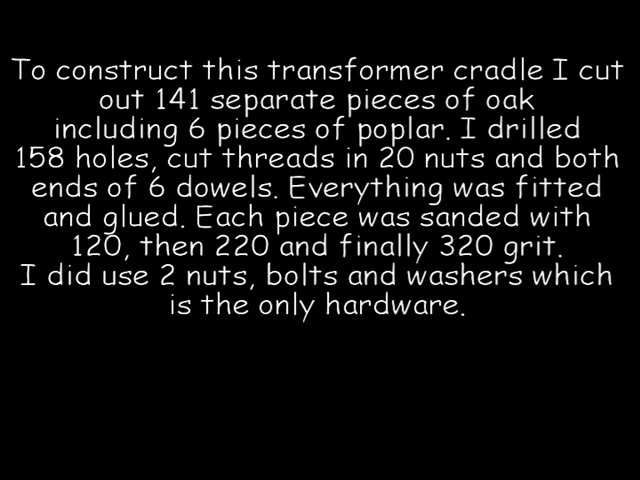 To construct this transformer cradle I cut
out 141 separate pieces of oak
including 6 pieces of poplar. I drilled
158 holes, cut threads in 20 nuts and both
ends of 6 dowels. Everything was fitted
and glued. Each piece was sanded with
120, then 220 and finally 320 grit.
I did use 2 nuts, bolts and washers which
is the only hardware.